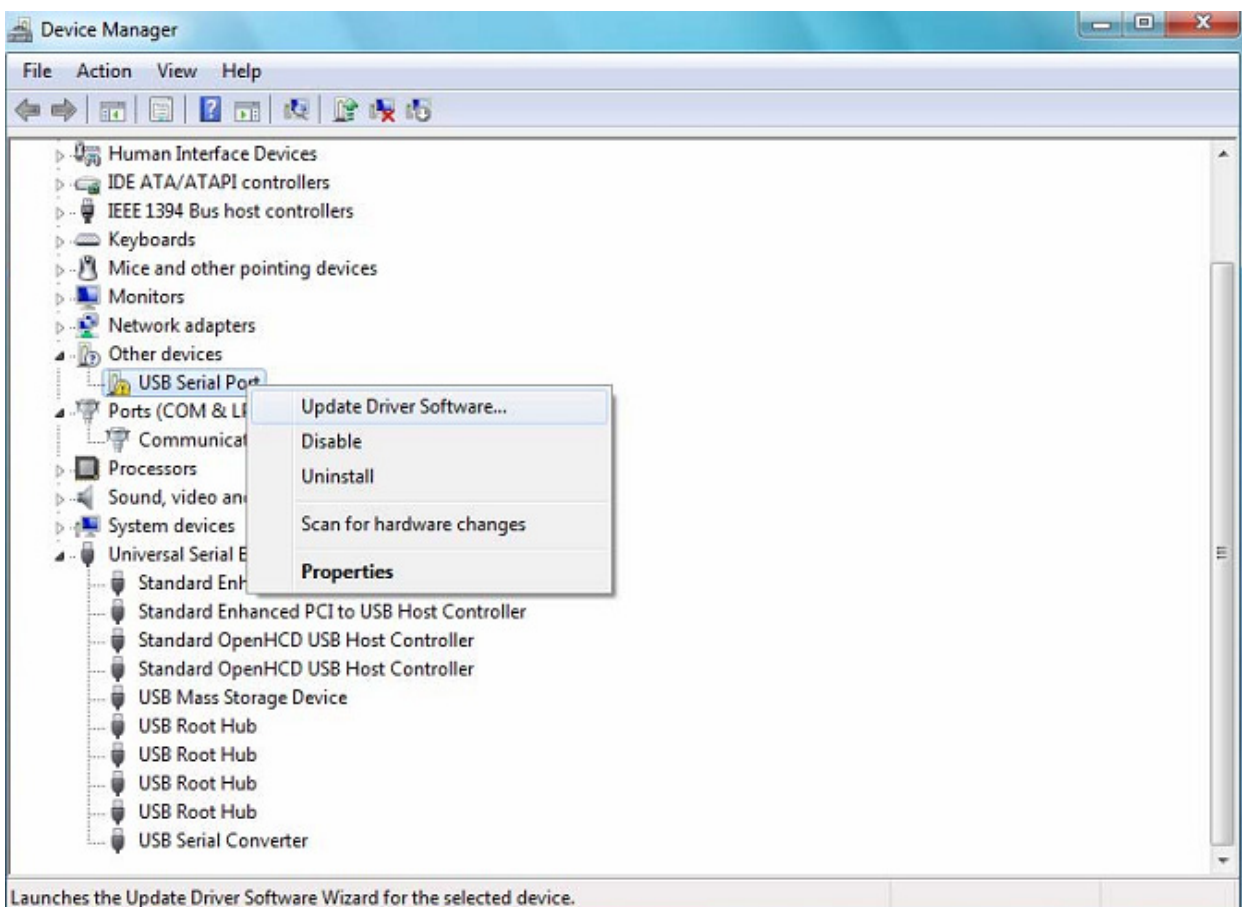 Device Manager
File Action View Help
Human Interface Devices
IDE ATA/ATAPI controllers
IEEE 1394 Bus host controllers
Keyboards
Mice and other pointing devices
Monitors
Network adapters
Other devices
USB Serial Port
Update Driver Software...
Disable
Uninstall
Scan for hardware changes
Properties
Ports (COM &
Processors
Sound, video
System devices
Universal Serial
Standard
Standard Enhanced PCI to USB Host Controller
Standard OpenHCD USB Host Controller
Standard OpenHCD USB Host Controller
USB Mass Storage Device
USB Root Hub
USB Root Hub
USB Root Hub
USB Root Hub
USB Serial Converter
Launches the Update Driver Software Wizard for the selected device.